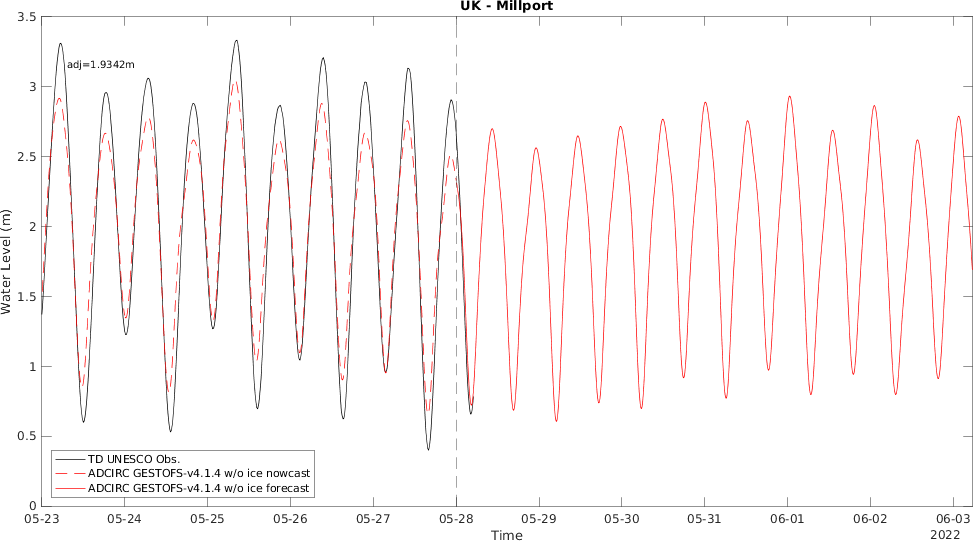 UK - Millport
adj=1.9342m
Water Level (m)
3.5
3
2.5
2
1.5
1
0.5
0
TD UNESCO Obs.
ADCIRC GESTOFS-v4.1.4 w/o ice nowcast
ADCIRC GESTOFS-v4.1.4 w/o ice forecast
05-23 05-24 05-25 05-26 05-27 05-28 05-29 05-30 05-31 06-01 06-02 06-03
Time
2022